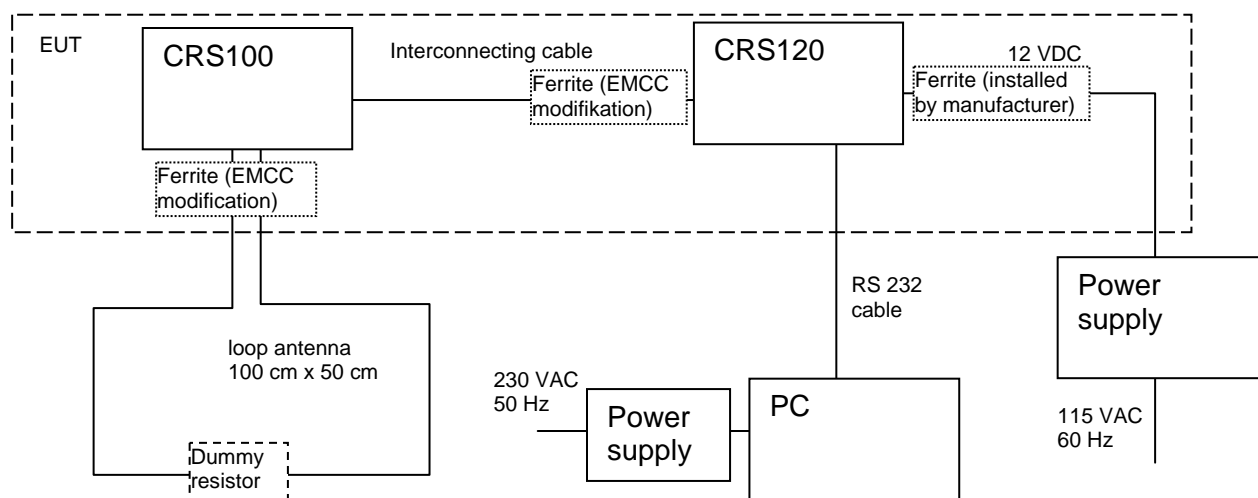 EUT
CRS100
Interconnecting cable
CRS120
12 VDC
Ferrite (EMCC
modifikation)
Ferrite (installed
by manufacturer)
Ferrite (EMCC
modification)
RS 232
cable
Power
supply
loop antenna
100 cm x 50 cm
230 VAC
50 Hz
Power
supply
PC
115 VAC
60 Hz
Dummy
resistor